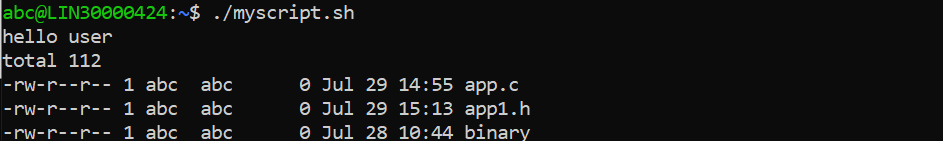 abc@LIN30000424:~$ ./myscript.sh
hello user
total 112
-rw-r--r-- 1 abc  abc      0 Jul 29 14:55 app.c
-rw-r--r-- 1 abc  abc      0 Jul 29 15:13 app1.h
-rw-r--r-- 1 abc  abc      0 Jul 28 10:44 binary